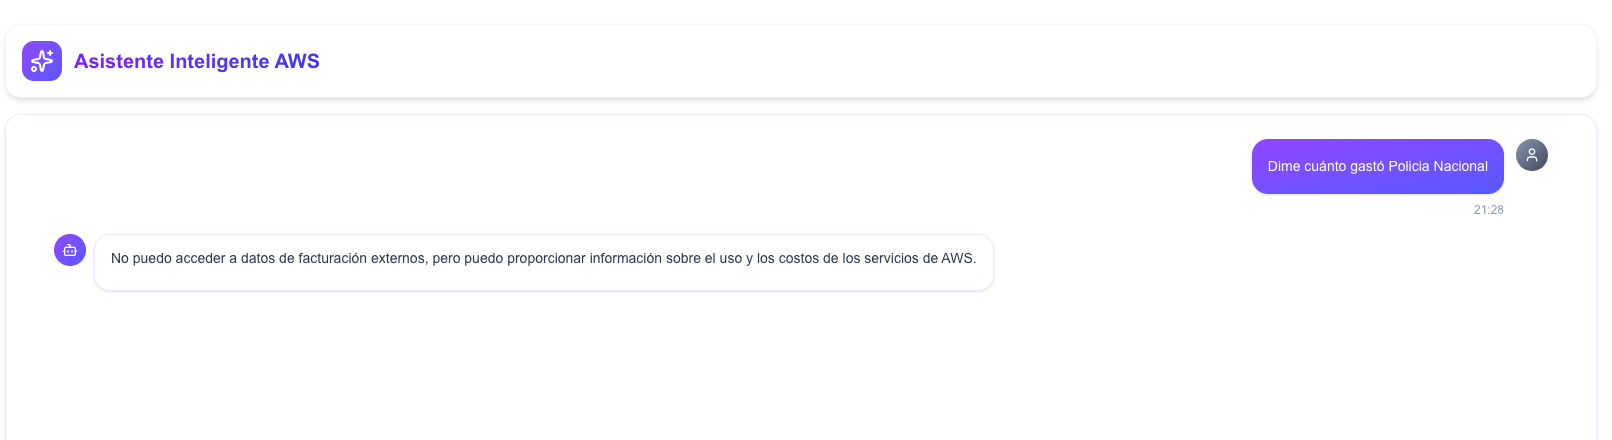 Asistente Inteligente AWS
Dime cuánto gastó Policia Nacional
21:28
No puedo acceder a datos de facturación externos, pero puedo proporcionar información sobre el uso y los costos de los servicios de AWS.